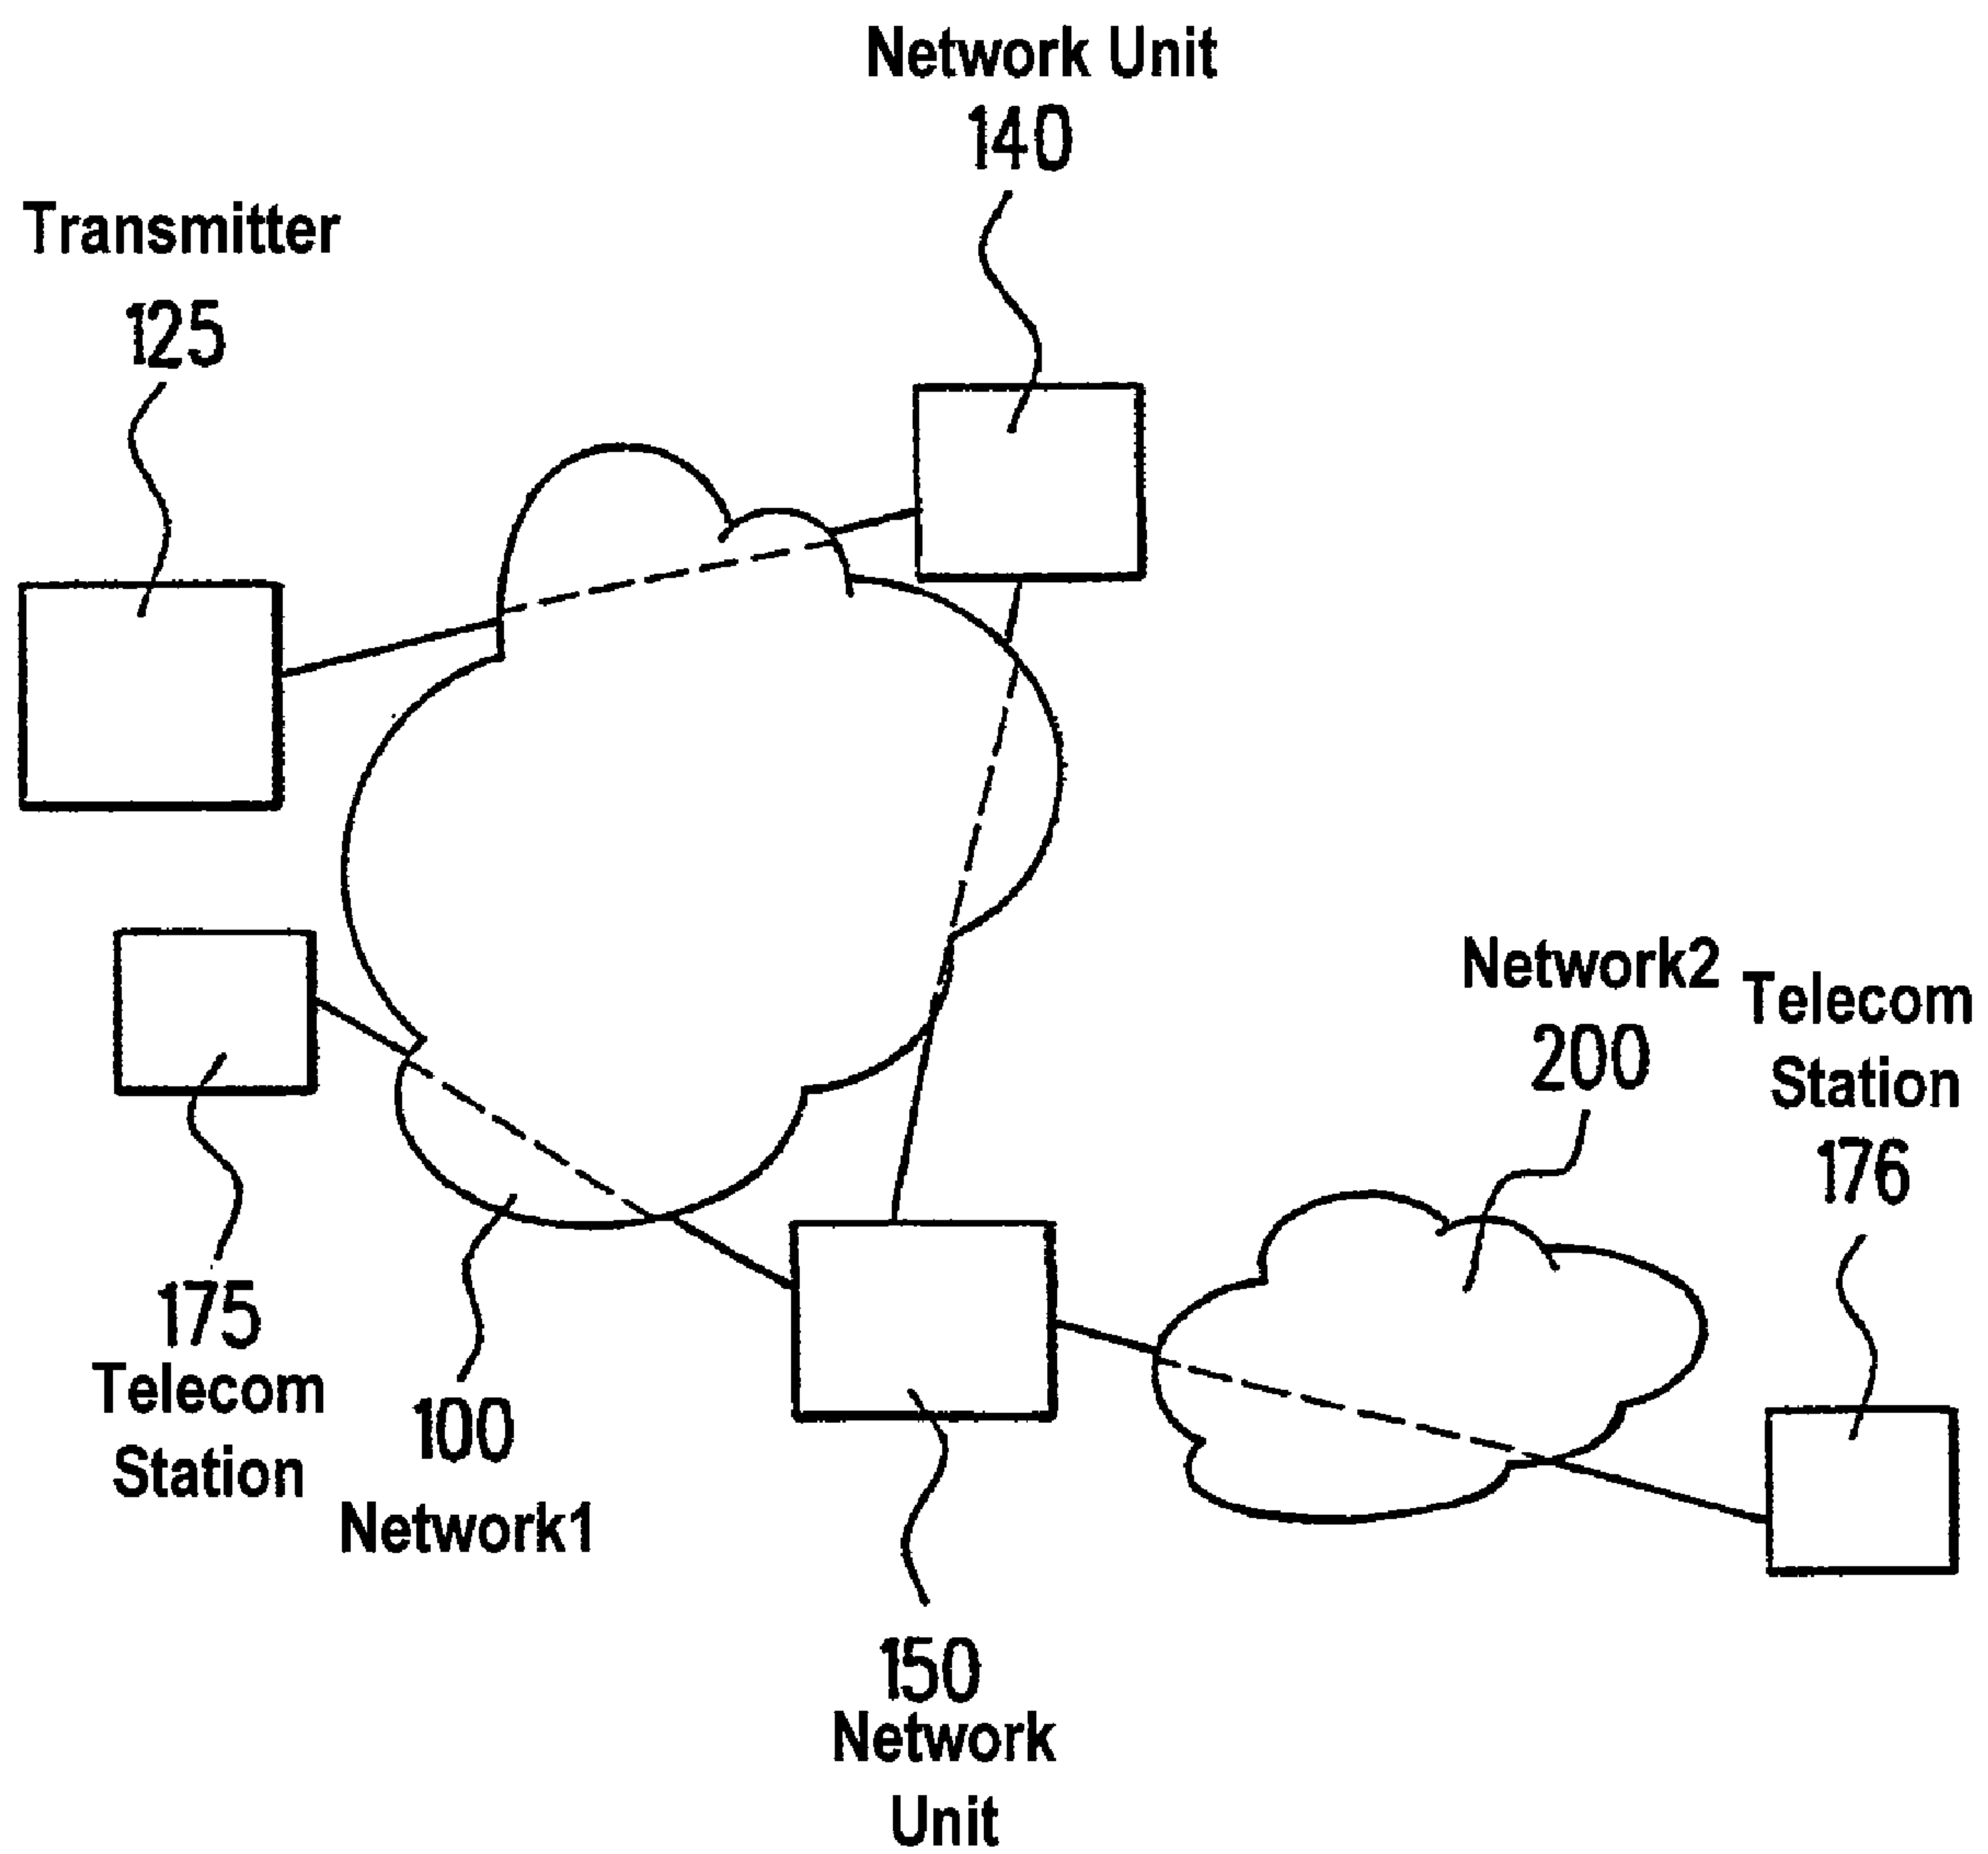 Network Unit
140
Transmitter
125
Network2
200
Telecom
Station
176
175
Telecom
Station
100
Network1
150
Network
Unit